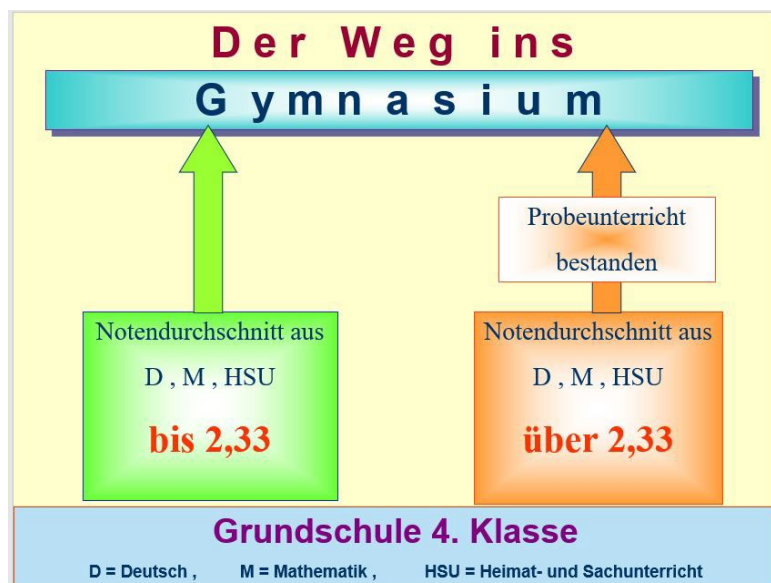 Der Weg ins
Gymnasium
Probeunterricht
bestanden
Notendurchschnitt aus
D , M , HSU
bis 2,33
Notendurchschnitt aus
D , M , HSU
über 2,33
Grundschule 4. Klasse
D = Deutsch , M = Mathematik , HSU = Heimat- und Sachunterricht